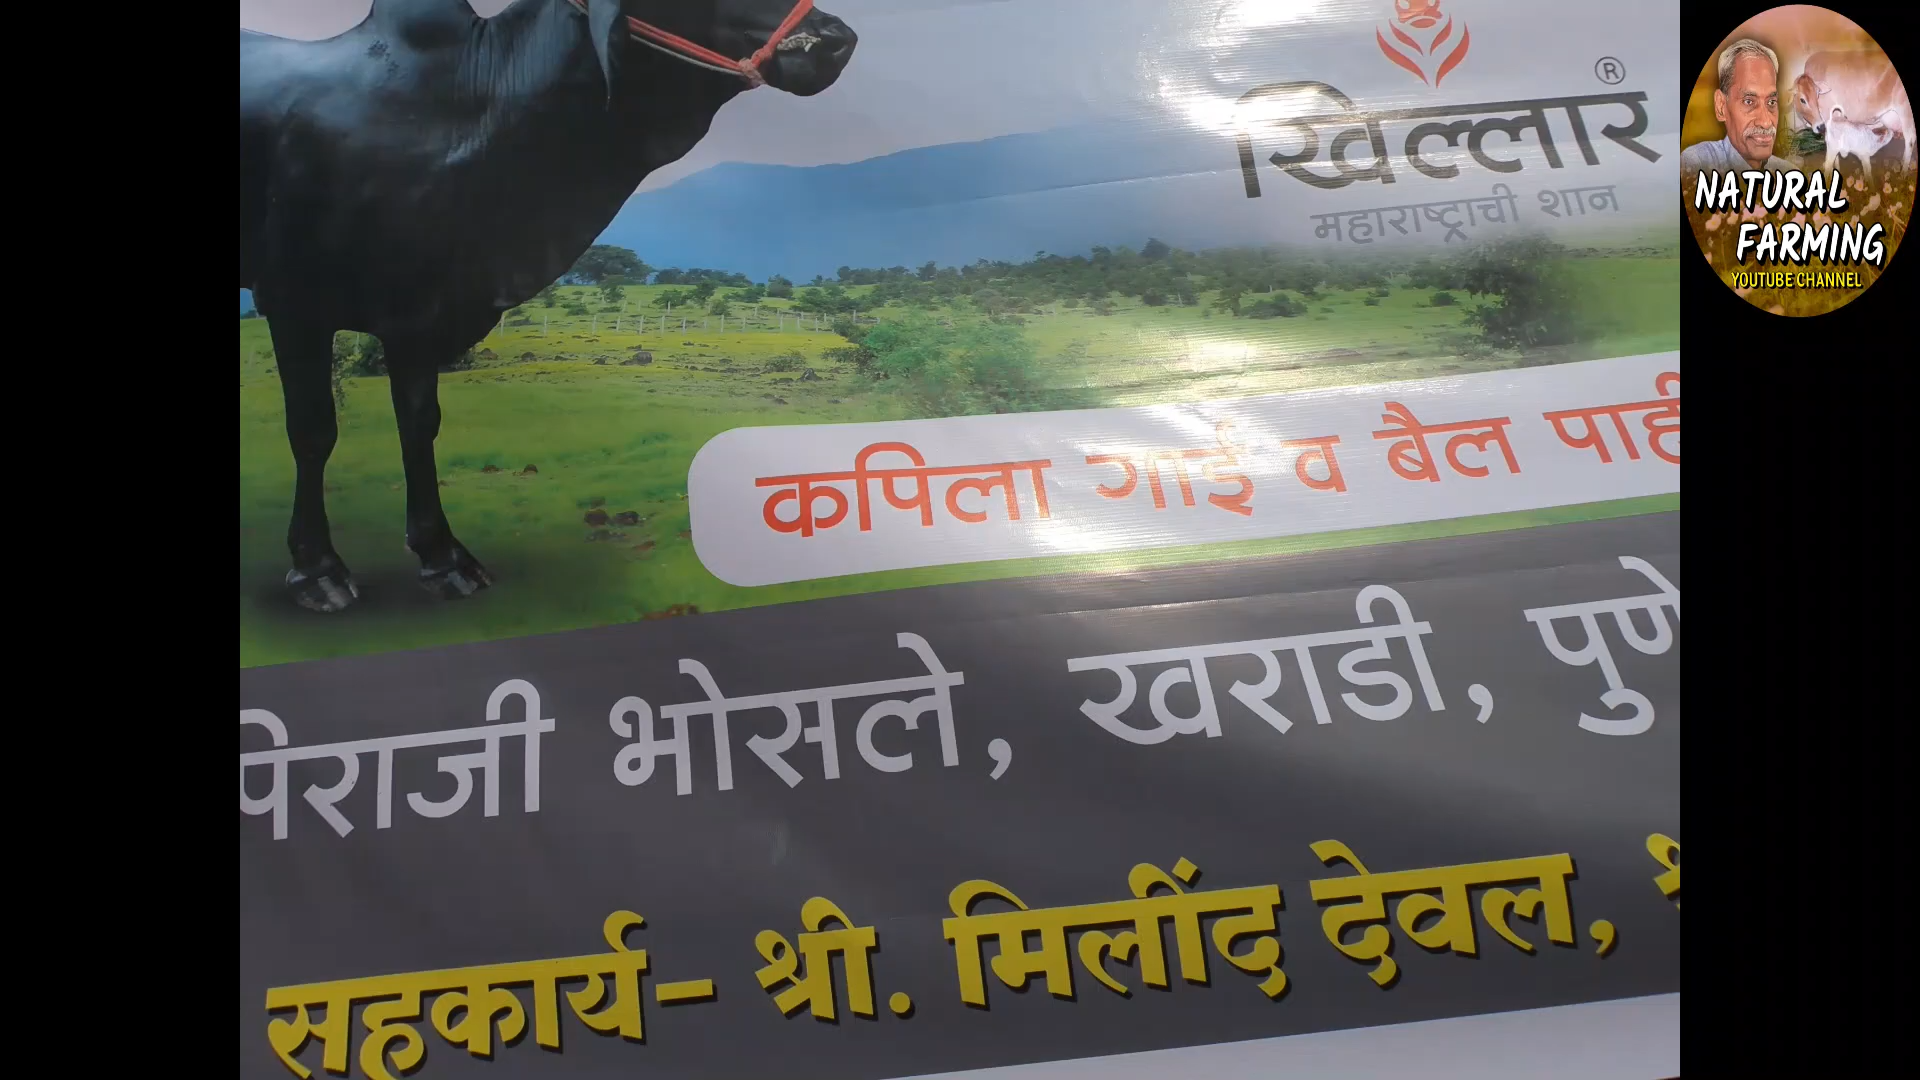 खिल्लार ®
महाराष्ट्राची शान
NATURAL
FARMING
YOUTUBE CHANNEL
कपिला गाई व बैल
भोसले, खराडी, पुणे
सहकार्य- श्री. मिलींद देवल,